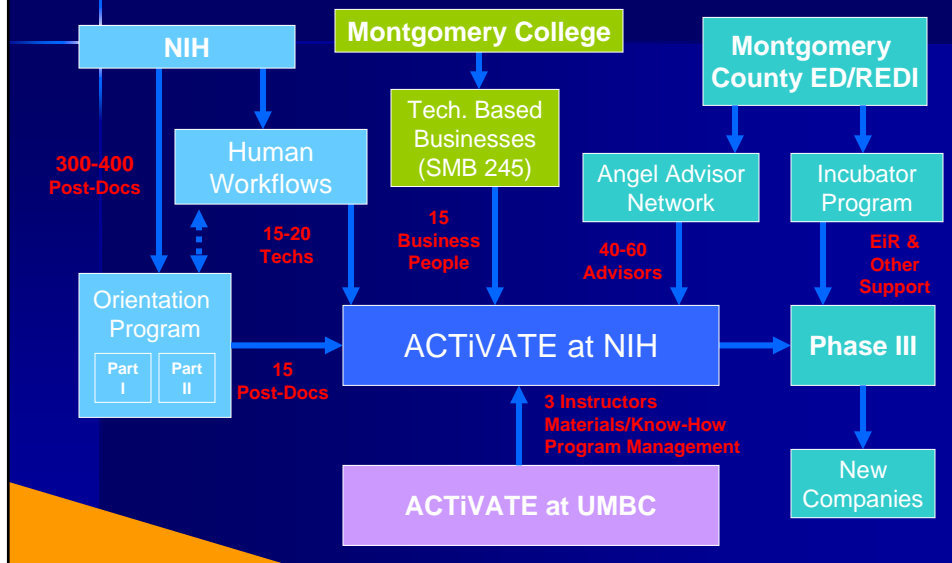 NIH
Montgomery College
Montgomery
County ED/REDI
300-400
Post-Docs
Human
Workflows
Tech. Based
Businesses
(SMB 245)
Angel Advisor
Network
Incubator
Program
15-20
Techs
15
Business
People
40-60
Advisors
EiR &
Other
Support
Orientation
Program
Part
I
Part
II
15
Post-Docs
ACTiVATE at NIH
Phase III
3 Instructors
Materials/Know-How
Program Management
ACTiVATE at UMBC
New
Companies